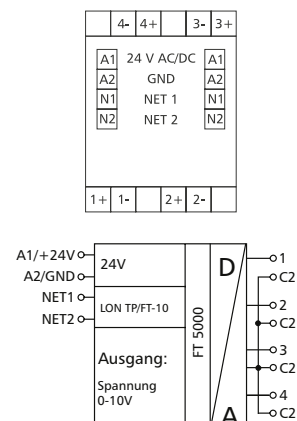 4- 4+ 3- 3+
A1 24 V AC/DC A1
A2 GND A2
N1 NET 1 N1
N2 NET 2 N2
1+ 1- 2+ 2-
A1/+24V 24V D 1
A2/GND C2
NET1 LON TP/FT-10 2
NET2 C2
FT 5000
Ausgang: 3
C2
Spannung 4
0-10V A C2